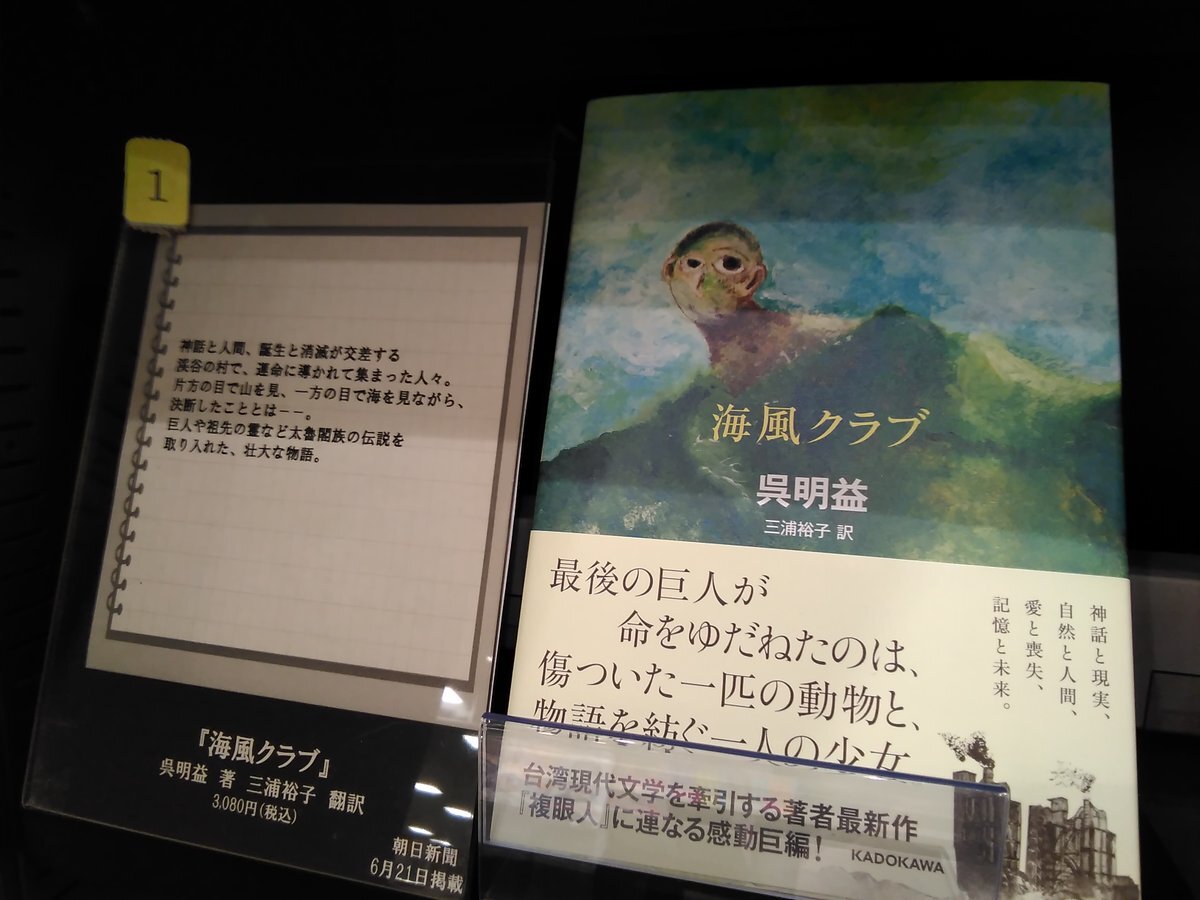 1
神話と人間、誕生と消滅が交差する
渓谷の村で、運命に導かれて集まった人々。
片方の目で山を見、一方の目で海を見ながら、
決断したこととは――。
巨人や祖先の霊など太魯閣族の伝説を
取り入れた、壮大な物語。
『海風クラブ』
呉明益 著 三浦裕子 翻訳
3,080円(税込)
朝日新聞
6月21日掲載
海風クラブ
呉明益
三浦裕子 訳
最後の巨人が
命をゆだねたのは、
傷ついた一匹の動物と、
物語を紡ぐ一人の少女
神話と現実、
自然と人間、
愛と喪失、
記憶と未来。
台湾現代文学を牽引する著者最新作
『複眼人』に連なる感動巨編!
KADOKAWA